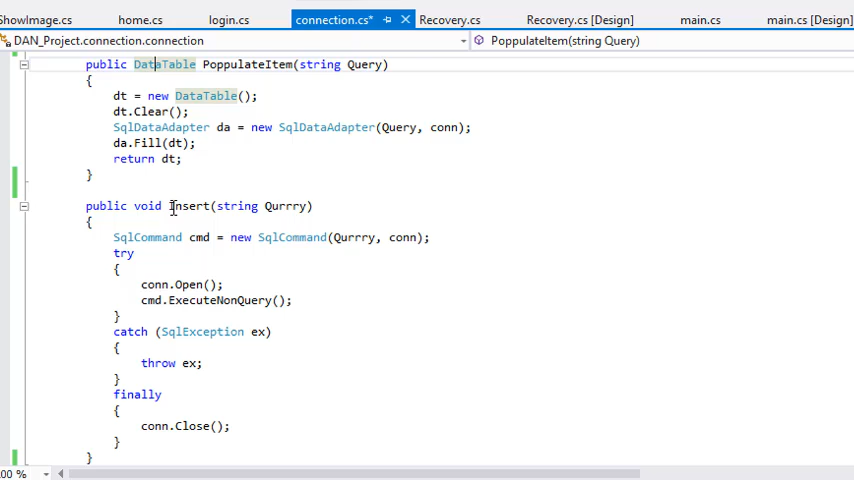 ShowImage.cs home.cs login.cs connection.cs* Recovery.cs Recovery.cs [Design] main.cs main.cs [Design]
DAN_Project.connection.connection PoppulateItem(string Query)
public DataTable PoppulateItem(string Query)
{
dt = new DataTable();
dt.Clear();
SqlDataAdapter da = new SqlDataAdapter(Query, conn);
da.Fill(dt);
return dt;
}
public void Insert(string Qurrry)
{
SqlCommand cmd = new SqlCommand(Qurrry, conn);
try
{
conn.Open();
cmd.ExecuteNonQuery();
}
catch (SqlException ex)
{
throw ex;
}
finally
{
conn.Close();
}
}
00 %